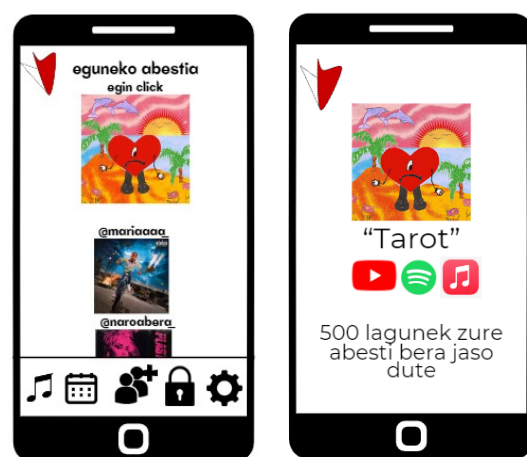 eguneko abestia
egin click
@mariaaaa_
@naroabera_
“Tarot”
500 lagunek zure
abesti bera jaso
dute